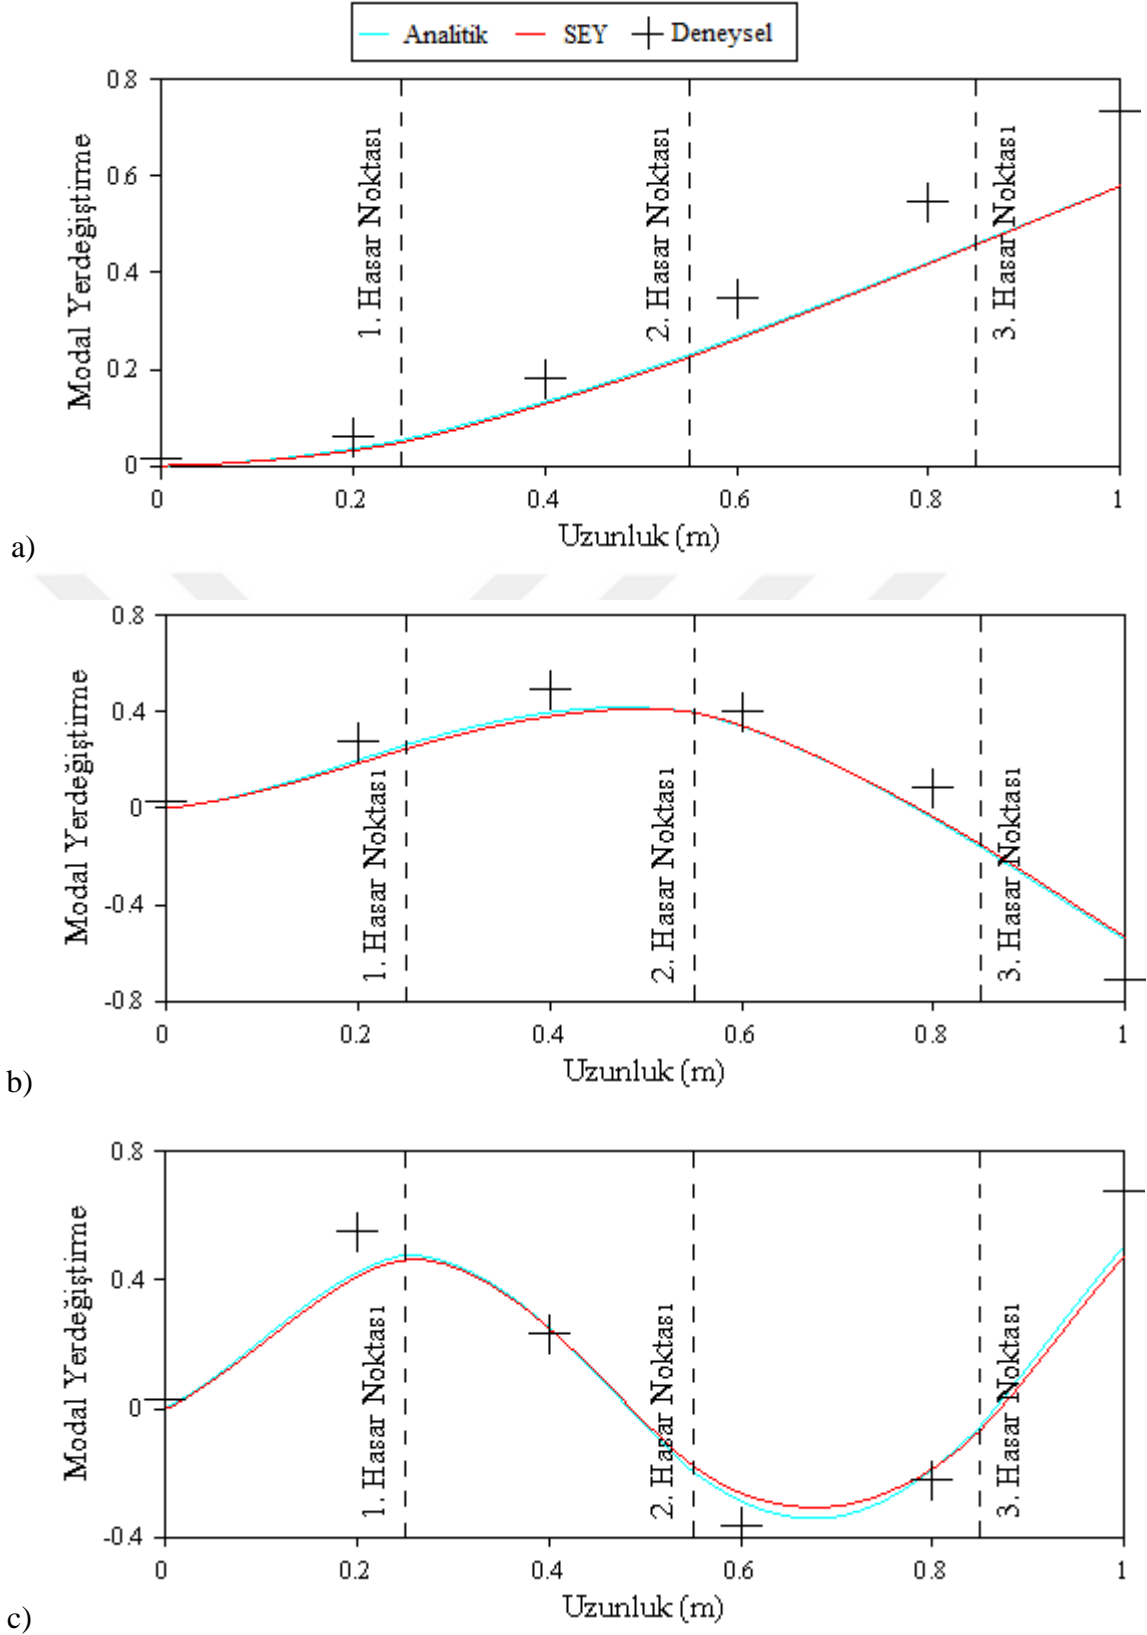 Analitik SEY Deneysel
0.8
0.6
0.4
0.2
0
Modal Yerdeğiştirme
1. Hasar Noktası
2. Hasar Noktası
3. Hasar Noktası
0 0.2 0.4 0.6 0.8 1
Uzunluk (m)
a)
0.8
0.4
0
-0.4
-0.8
Modal Yerdeğiştirme
1. Hasar Noktası
2. Hasar Noktası
3. Hasar Noktası
0 0.2 0.4 0.6 0.8 1
Uzunluk (m)
b)
0.8
0.4
0
-0.4
Modal Yerdeğiştirme
1. Hasar Noktası
2. Hasar Noktası
3. Hasar Noktası
0 0.2 0.4 0.6 0.8 1
Uzunluk (m)
c)